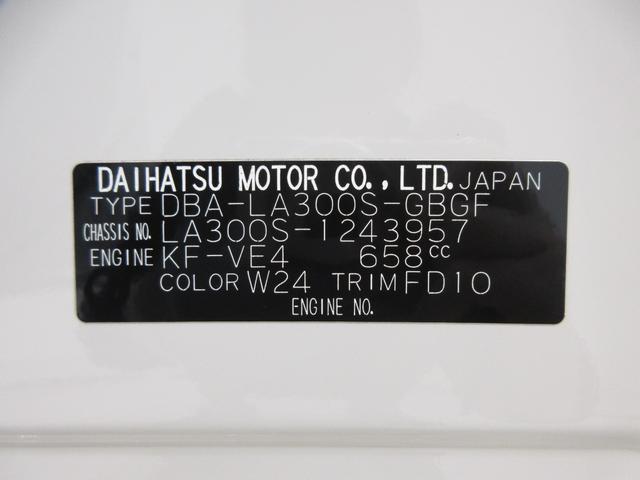 DAIHATSU MOTOR CO., LTD. JAPAN
TYPE DBA-LA300S-GBGF
CHASSIS NO. LA300S-1243957
ENGINE KF-VE4 658cc
COLOR W24 TRIM FD10
ENGINE NO.